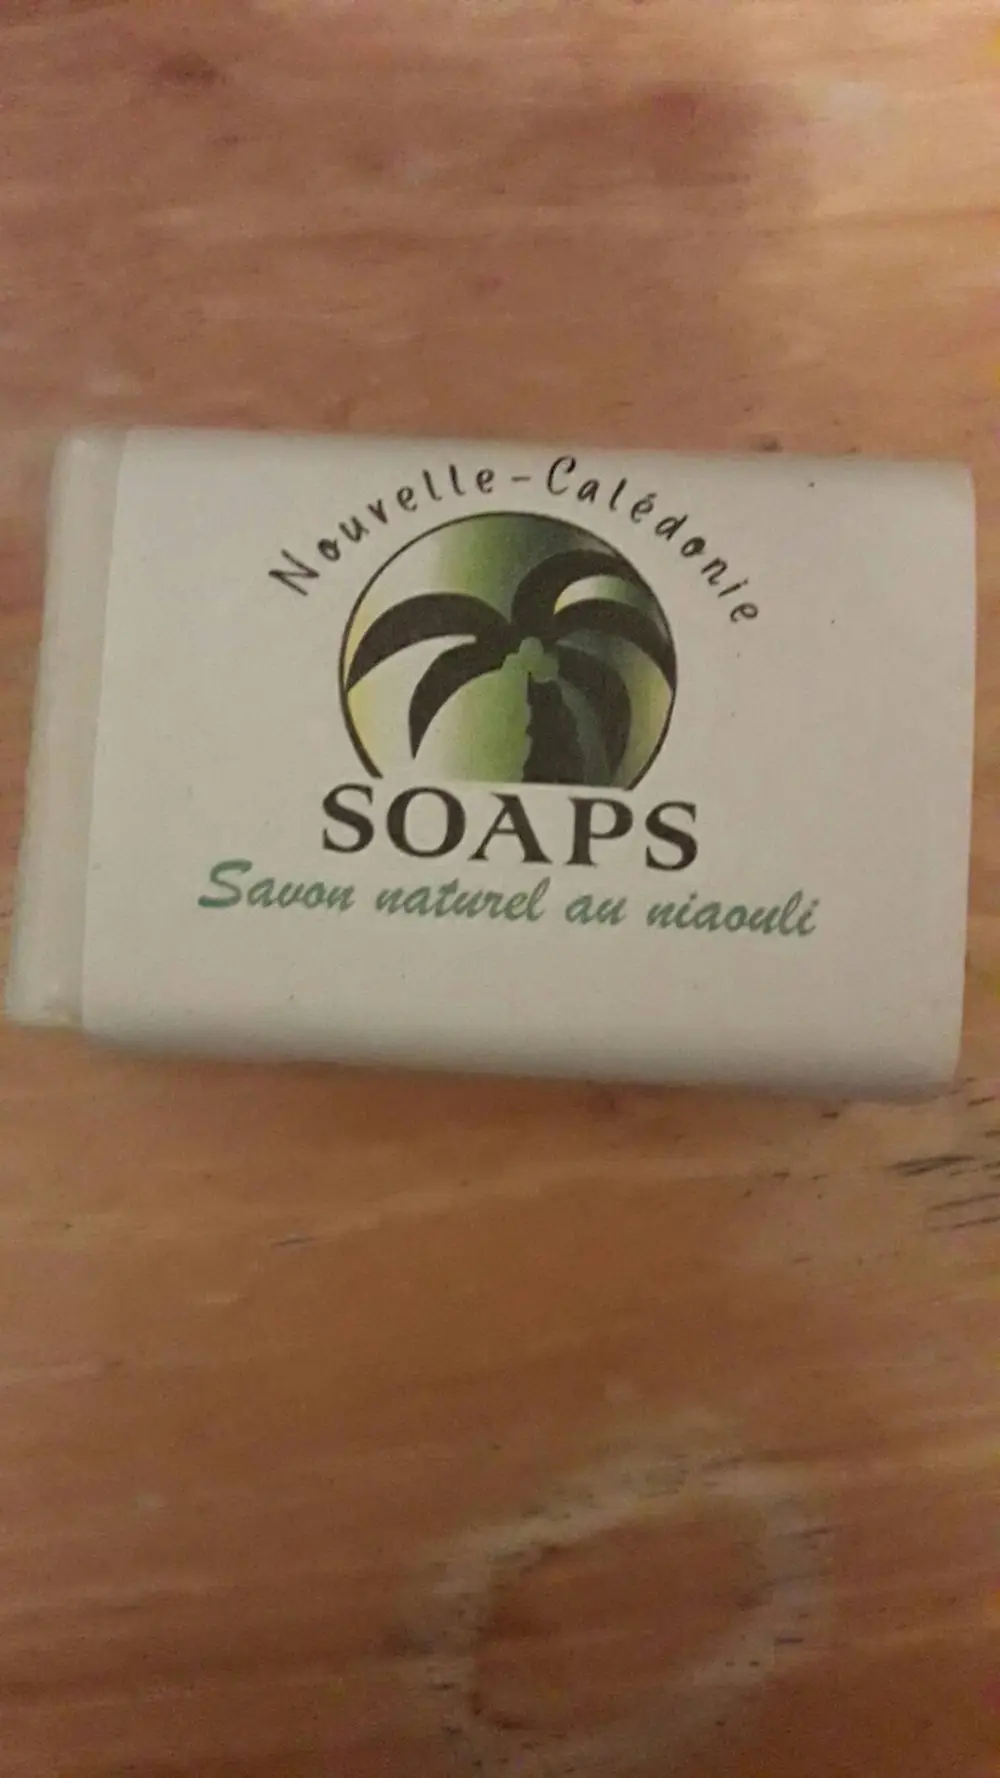 Nouvelle-Calédonie
SOAPS
Savon naturel au niaouli